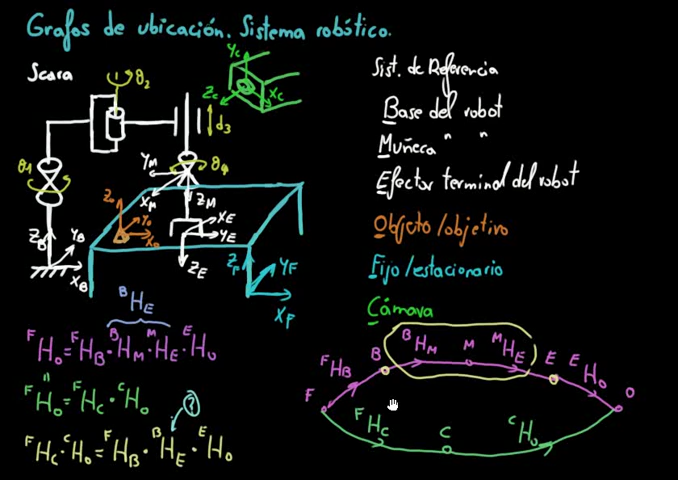 Grafos de ubicación. Sistema robótico.
Scara
θ2
YC
ZC
XC
d3
θ1
θ4
YM
XM
ZM
XE
YE
ZE
ZO
YO
XO
ZB
YB
XB
ZF
YF
XF
Sist. de Referencia
Base del robot
Muñeca " "
Efector terminal del robot
Objeto/objetivo
Fijo/estacionario
Cámara
ᴮHE
ᶠHO = ᶠHB · ᴮHM · ᴹHE · ᴱHO
"
ᶠHO = ᶠHC · ꟲHO
?
ᶠHC · ꟲHO = ᶠHB · ᴮHE · ᴱHO
ᴮHM M ᴹHE
ᶠHB B E ᴱHO
F O
ᶠHC C ꟲHO